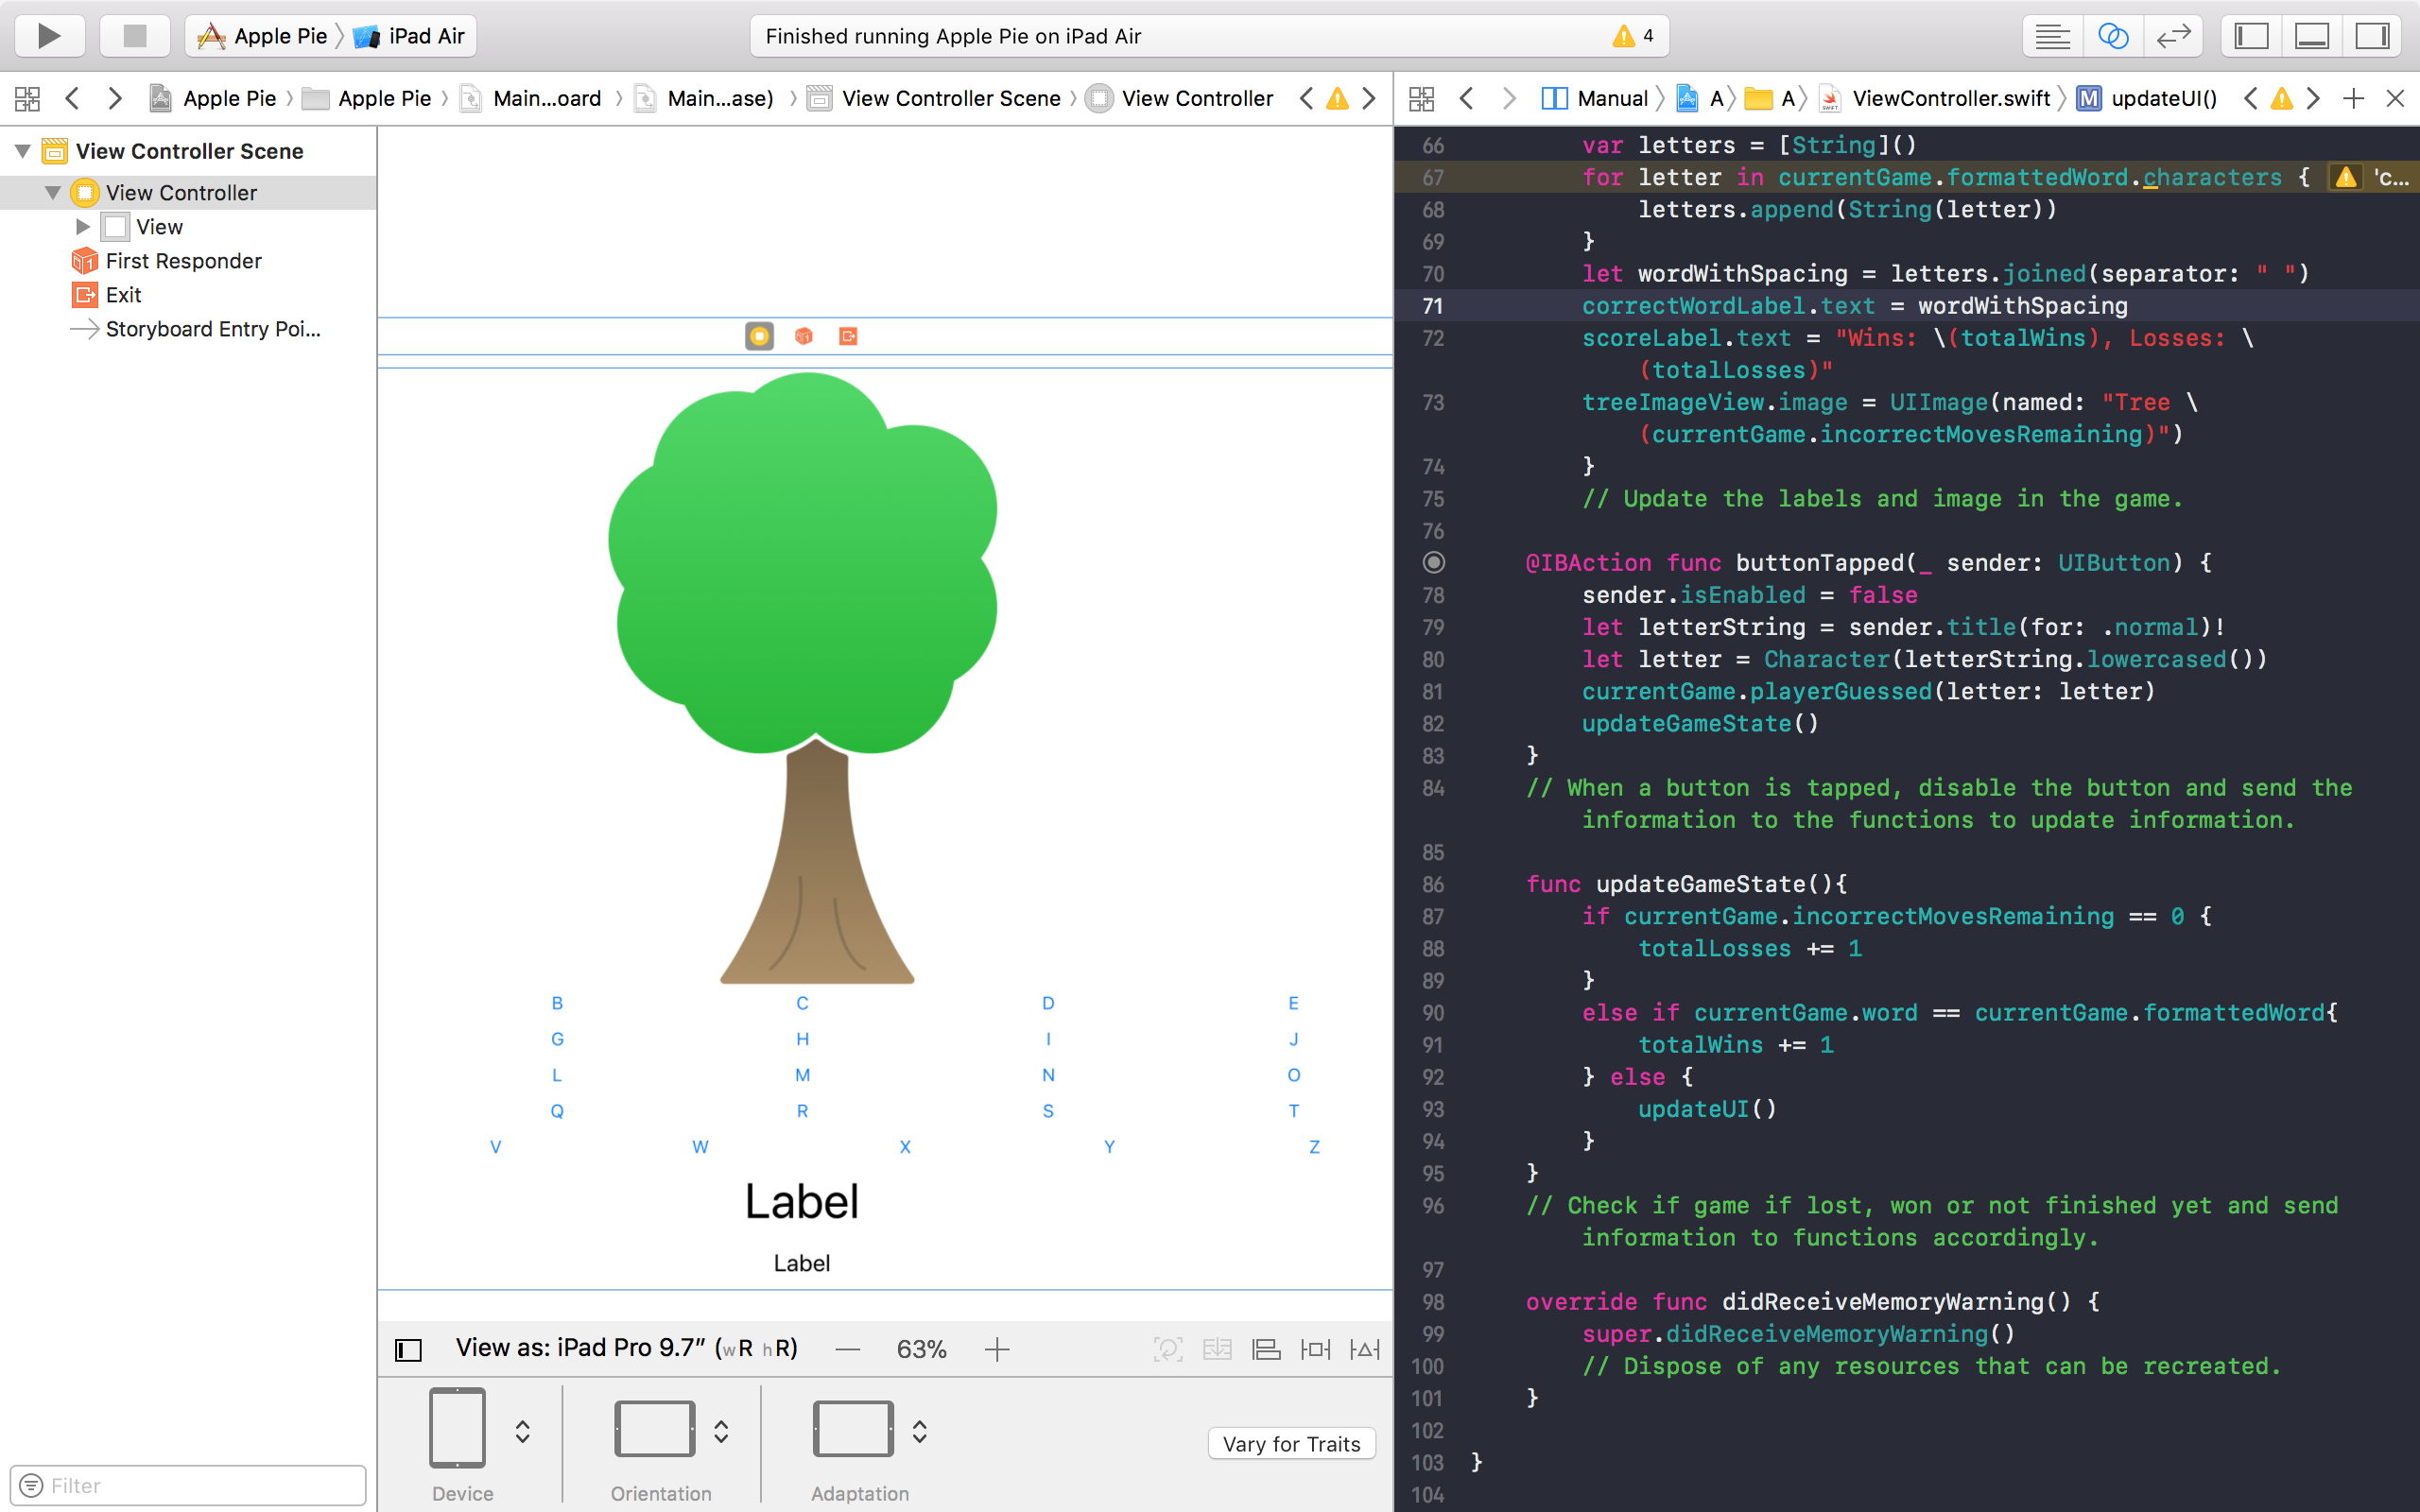 Apple Pie iPad Air
Finished running Apple Pie on iPad Air
4
Apple Pie Apple Pie Main...oard Main...ase) View Controller Scene View Controller
Manual A A ViewController.swift M updateUI()
View Controller Scene
View Controller
View
First Responder
Exit
Storyboard Entry Poi...
Filter
B C D E
G H I J
L M N O
Q R S T
V W X Y Z
Label
Label
View as: iPad Pro 9.7” (wR hR) — 63% +
Device Orientation Adaptation
Vary for Traits
66 var letters = [String]()
67 for letter in currentGame.formattedWord.characters { 'c...
68 letters.append(String(letter))
69 }
70 let wordWithSpacing = letters.joined(separator: " ")
71 correctWordLabel.text = wordWithSpacing
72 scoreLabel.text = "Wins: \(totalWins), Losses: \
(totalLosses)"
73 treeImageView.image = UIImage(named: "Tree \
(currentGame.incorrectMovesRemaining)")
74 }
75 // Update the labels and image in the game.
76
@IBAction func buttonTapped(_ sender: UIButton) {
78 sender.isEnabled = false
79 let letterString = sender.title(for: .normal)!
80 let letter = Character(letterString.lowercased())
81 currentGame.playerGuessed(letter: letter)
82 updateGameState()
83 }
84 // When a button is tapped, disable the button and send the
information to the functions to update information.
85
86 func updateGameState(){
87 if currentGame.incorrectMovesRemaining == 0 {
88 totalLosses += 1
89 }
90 else if currentGame.word == currentGame.formattedWord{
91 totalWins += 1
92 } else {
93 updateUI()
94 }
95 }
96 // Check if game if lost, won or not finished yet and send
information to functions accordingly.
97
98 override func didReceiveMemoryWarning() {
99 super.didReceiveMemoryWarning()
100 // Dispose of any resources that can be recreated.
101 }
102
103 }
104